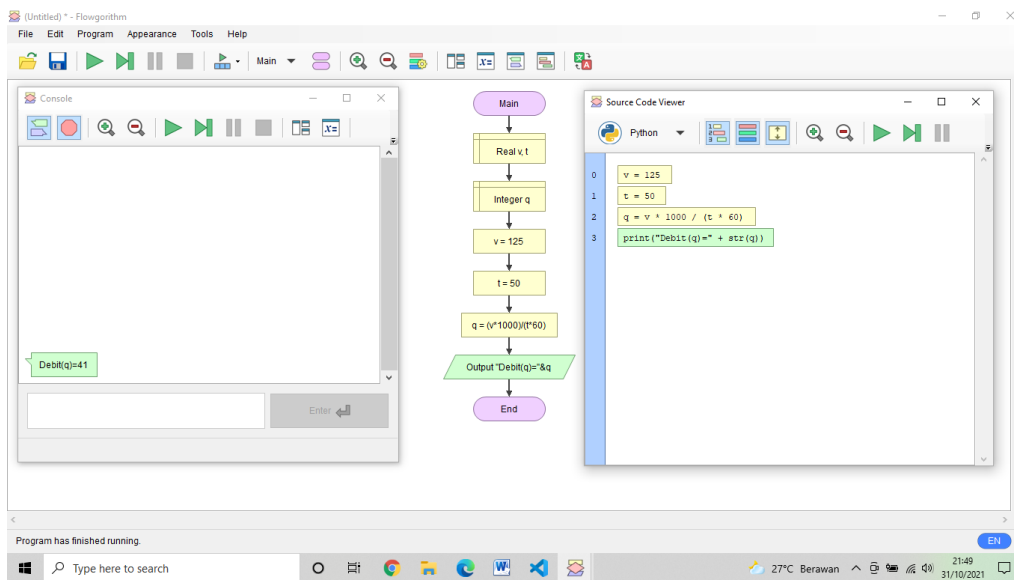 (Untitled) * - Flowgorithm
File Edit Program Appearance Tools Help
Main
Console
Debit(q)=41
Enter
Main
Real v, t
Integer q
v = 125
t = 50
q = (v*1000)/(t*60)
Output "Debit(q)="&q
End
Source Code Viewer
Python
0 v = 125
1 t = 50
2 q = v * 1000 / (t * 60)
3 print("Debit(q)=" + str(q))
Program has finished running.
EN
Type here to search
27°C Berawan
21:49
31/10/2021